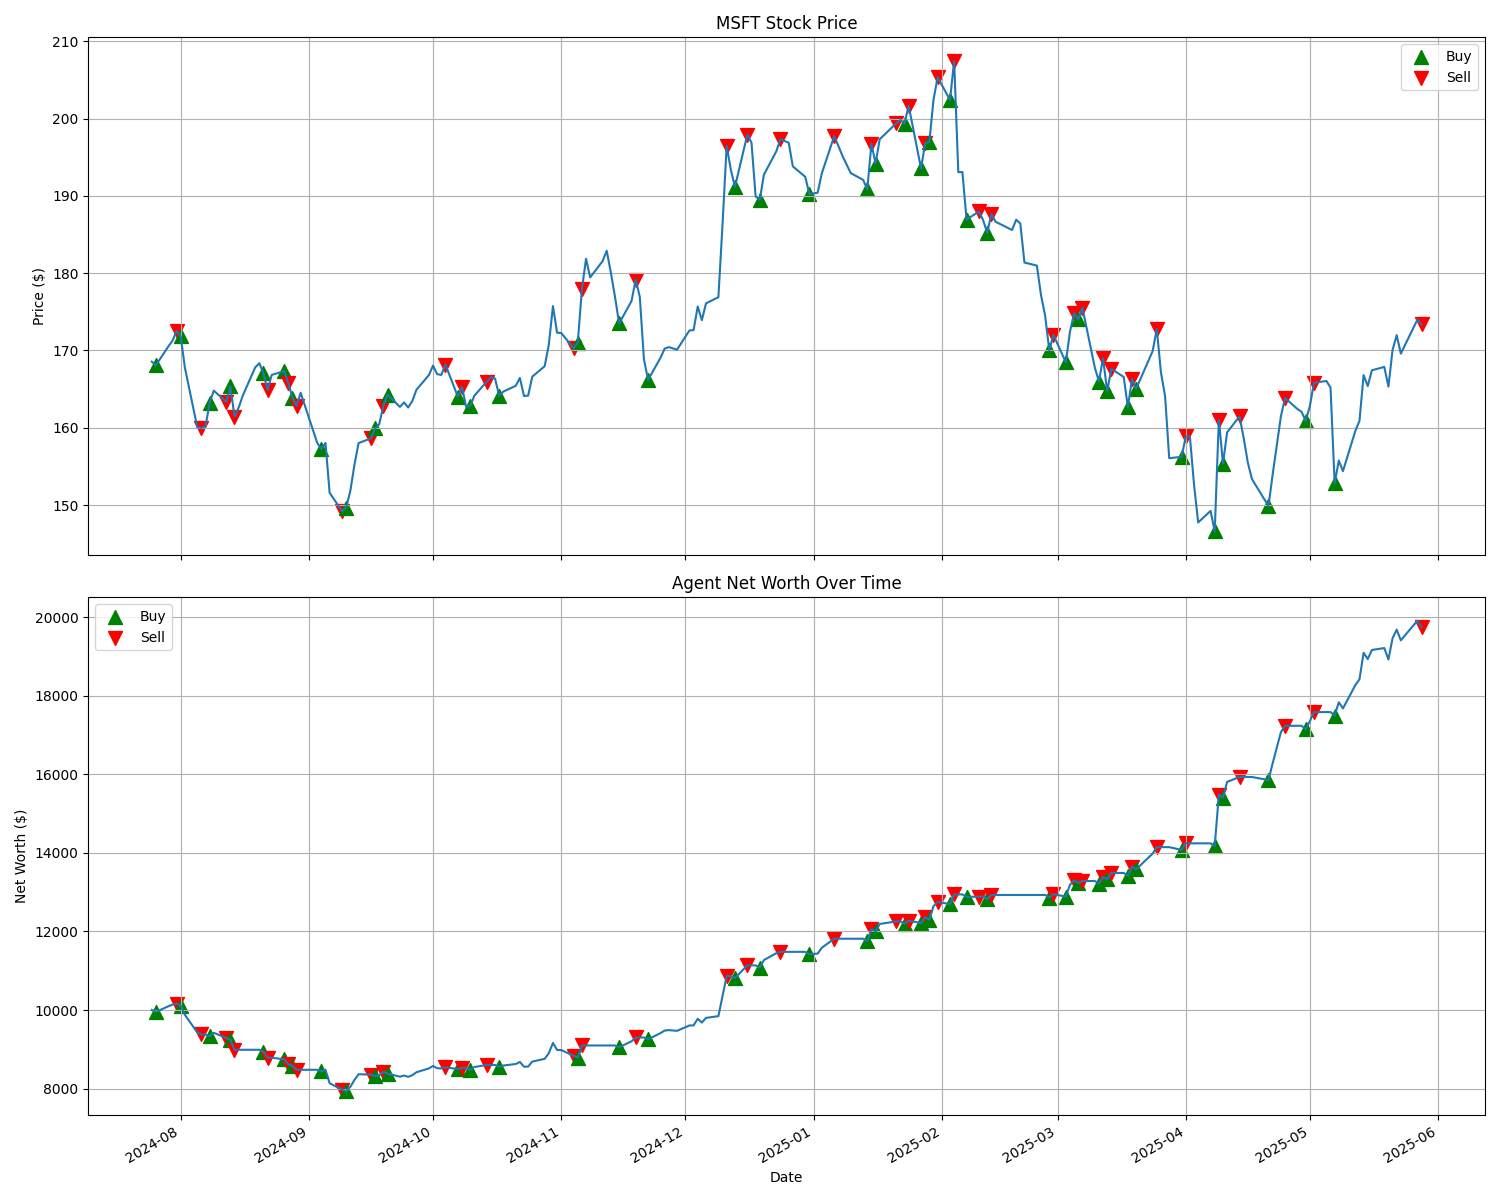 MSFT Stock Price
210
200
190
180
170
160
150
Price ($)
Buy
Sell
Agent Net Worth Over Time
20000
18000
16000
14000
12000
10000
8000
Net Worth ($)
Buy
Sell
2024-08
2024-09
2024-10
2024-11
2024-12
2025-01
2025-02
2025-03
2025-04
2025-05
2025-06
Date